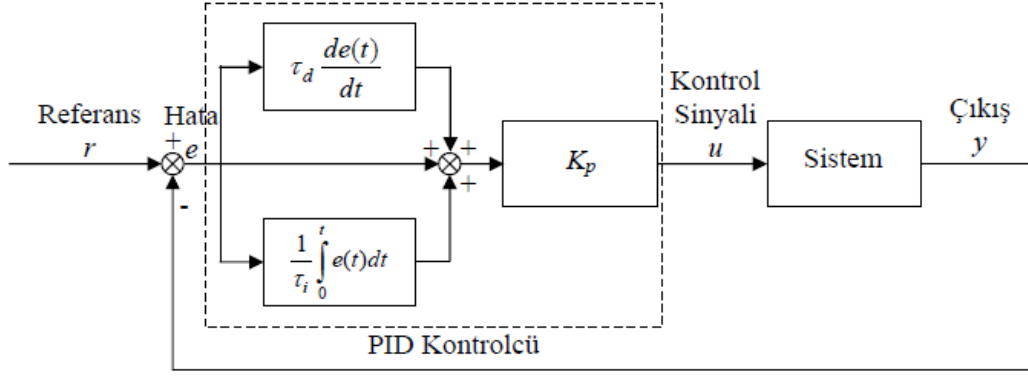 τ_d de(t)/dt
Referans
r
Hata
+
e
-
+
+
+
K_p
Kontrol
Sinyali
u
Sistem
Çıkış
y
1/τ_i ∫_0^t e(t)dt
PID Kontrolcü